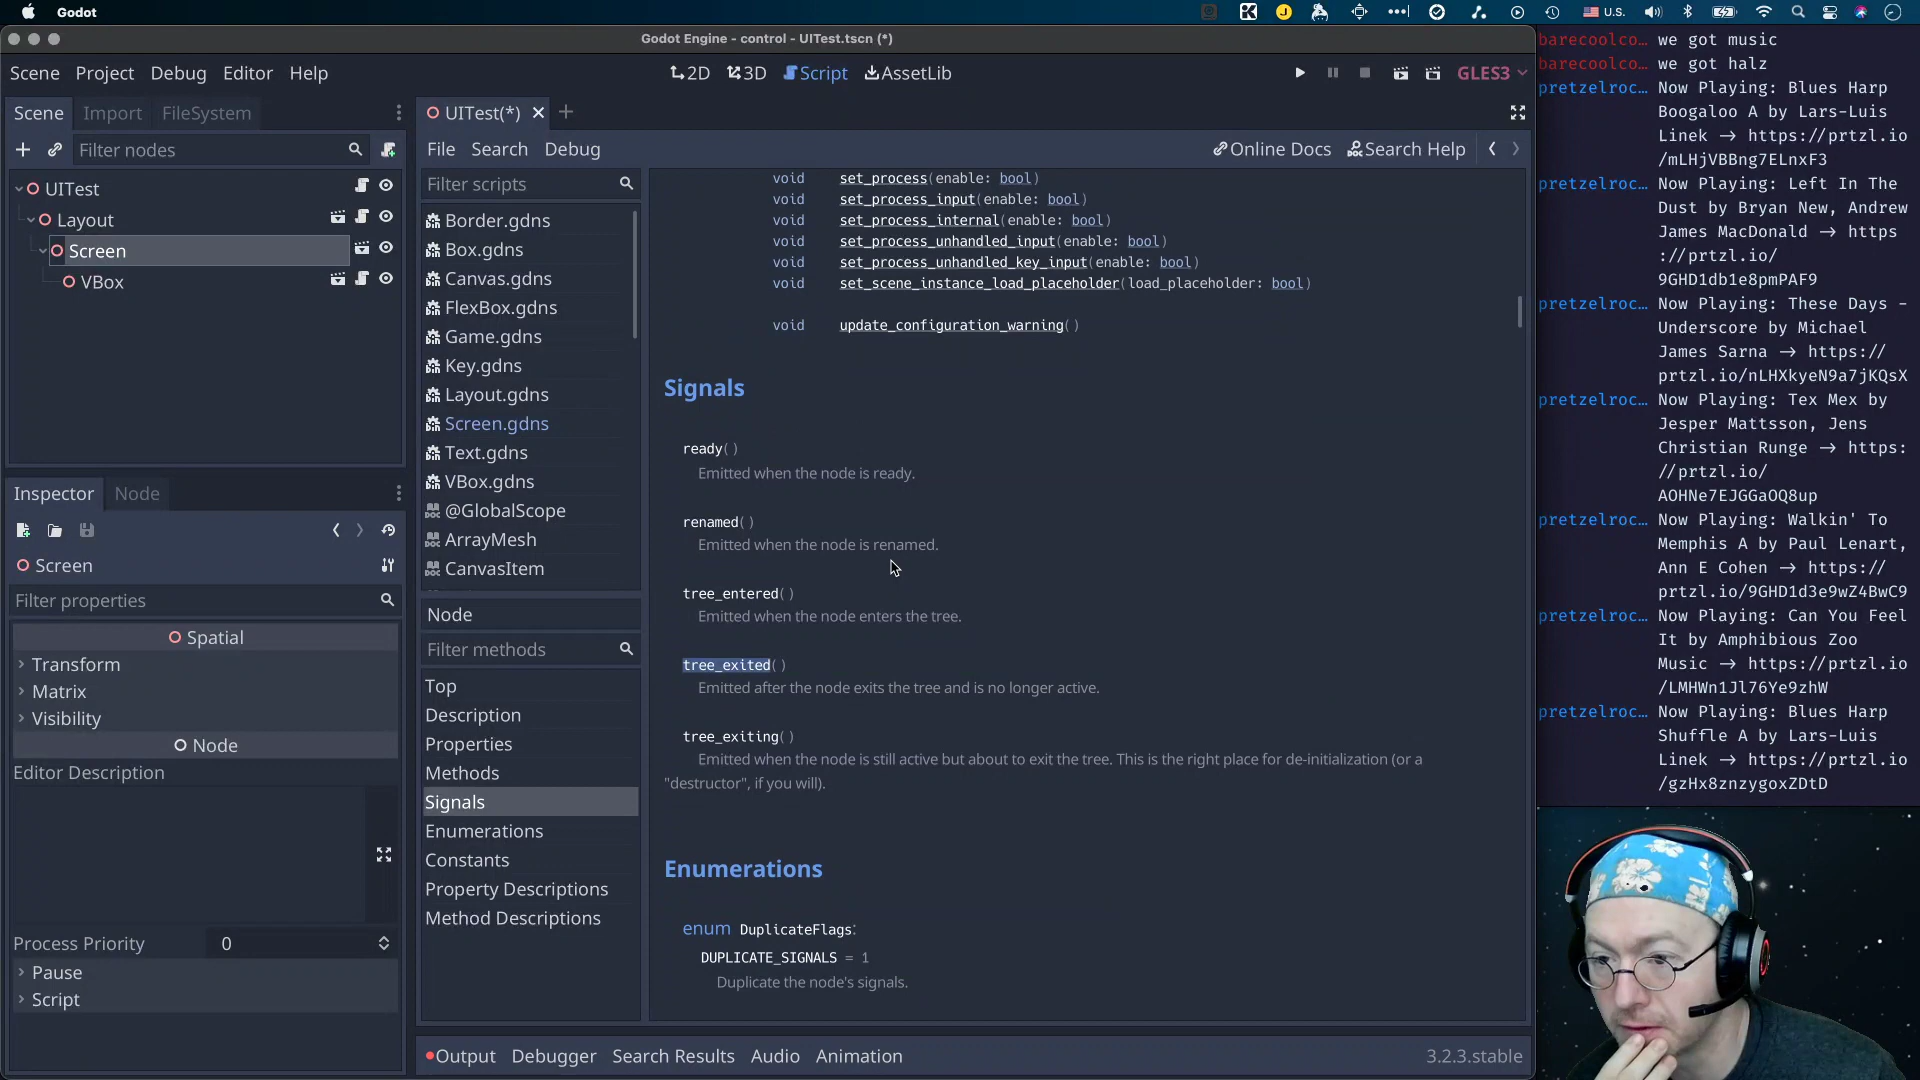 Godot
U.S.
Godot Engine - control - UITest.tscn (*)
Scene Project Debug Editor Help
2D 3D Script AssetLib
GLES3
Scene Import FileSystem
UITest(*)
Filter nodes
File Search Debug
Online Docs Search Help
UITest
Layout
Screen
VBox
Filter scripts
Border.gdns
Box.gdns
Canvas.gdns
FlexBox.gdns
Game.gdns
Key.gdns
Layout.gdns
Screen.gdns
Text.gdns
VBox.gdns
@GlobalScope
ArrayMesh
CanvasItem
Node
Filter methods
Top
Description
Properties
Methods
Signals
Enumerations
Constants
Property Descriptions
Method Descriptions
void set_process(enable: bool)
void set_process_input(enable: bool)
void set_process_internal(enable: bool)
void set_process_unhandled_input(enable: bool)
void set_process_unhandled_key_input(enable: bool)
void set_scene_instance_load_placeholder(load_placeholder: bool)
void update_configuration_warning()
Signals
ready()
Emitted when the node is ready.
renamed()
Emitted when the node is renamed.
tree_entered()
Emitted when the node enters the tree.
tree_exited()
Emitted after the node exits the tree and is no longer active.
tree_exiting()
Emitted when the node is still active but about to exit the tree. This is the right place for de-initialization (or a
"destructor", if you will).
Enumerations
enum DuplicateFlags:
DUPLICATE_SIGNALS = 1
Duplicate the node's signals.
Inspector Node
Screen
Filter properties
Spatial
Transform
Matrix
Visibility
Node
Editor Description
Process Priority 0
Pause
Script
Output Debugger Search Results Audio Animation
3.2.3.stable
barecoolco… we got music
barecoolco… we got halz
pretzelroc… Now Playing: Blues Harp
Boogaloo A by Lars-Luis
Linek -> https://prtzl.io
/mLHjVBBng7ELnxF3
pretzelroc… Now Playing: Left In The
Dust by Bryan New, Andrew
James MacDonald -> https
://prtzl.io/
9GHD1db1e8pmPAF9
pretzelroc… Now Playing: These Days -
Underscore by Michael
James Sarna -> https://
prtzl.io/nLHXkyeN9a7jKQsX
pretzelroc… Now Playing: Tex Mex by
Jesper Mattsson, Jens
Christian Runge -> https:
//prtzl.io/
AOHNe7EJGGaOQ8up
pretzelroc… Now Playing: Walkin' To
Memphis A by Paul Lenart,
Ann E Cohen -> https://
prtzl.io/9GHD1d3e9wZ4BwC9
pretzelroc… Now Playing: Can You Feel
It by Amphibious Zoo
Music -> https://prtzl.io
/LMHWn1Jl76Ye9zhW
pretzelroc… Now Playing: Blues Harp
Shuffle A by Lars-Luis
Linek -> https://prtzl.io
/gzHx8znzygoxZDtD